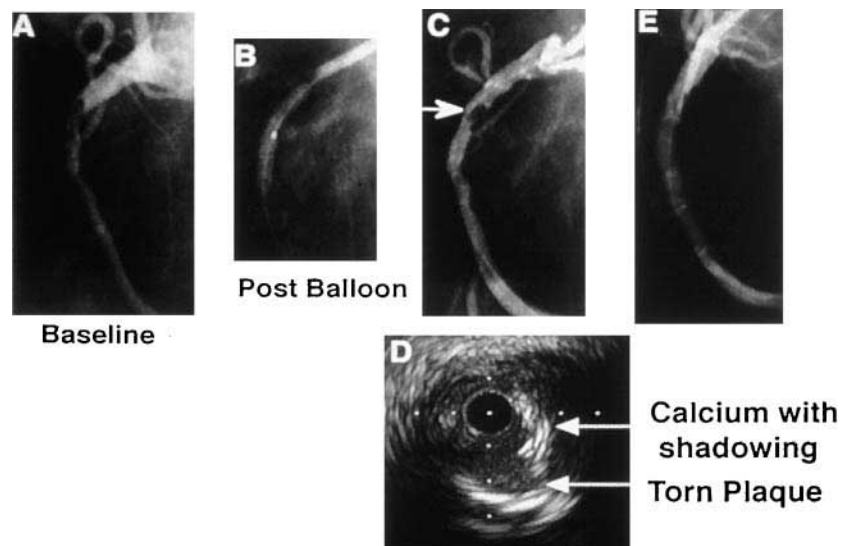 A
B
C
E
Post Balloon
Baseline
D
Calcium with
shadowing
Torn Plaque